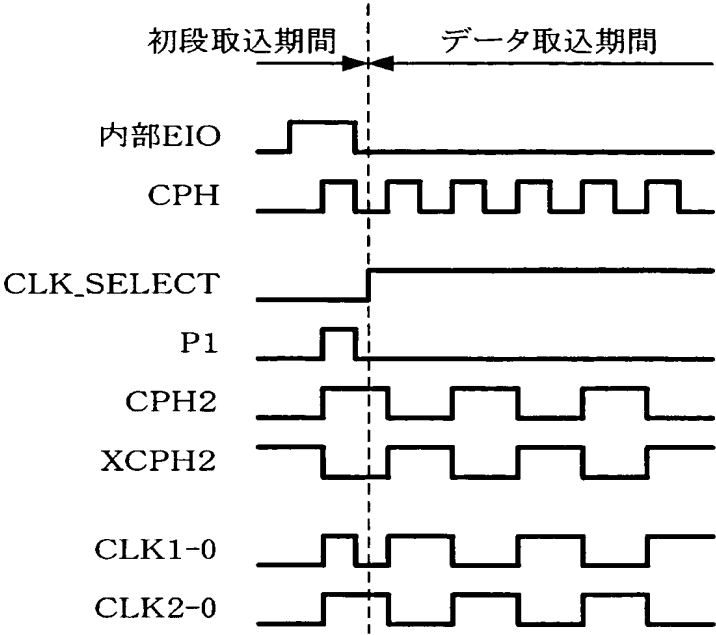 初段取込期間
データ取込期間
内部EIO
CPH
CLK_SELECT
P1
CPH2
XCPH2
CLK1-0
CLK2-0